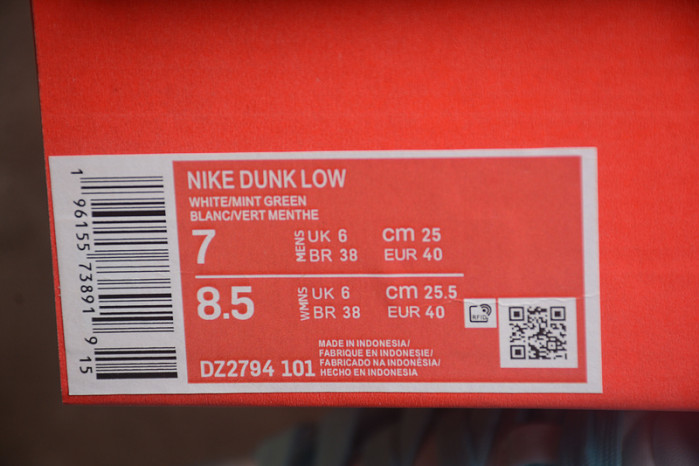 NIKE DUNK LOW
WHITE/MINT GREEN
BLANC/VERT MENTHE
7 MENS UK 6 cm 25
BR 38 EUR 40
8.5 WMNS UK 6 cm 25.5
BR 38 EUR 40
RFID
DZ2794 101
MADE IN INDONESIA/
FABRIQUE EN INDONESIE/
FABRICADO NA INDONESIA/
HECHO EN INDONESIA
1 96155 73891 9 15